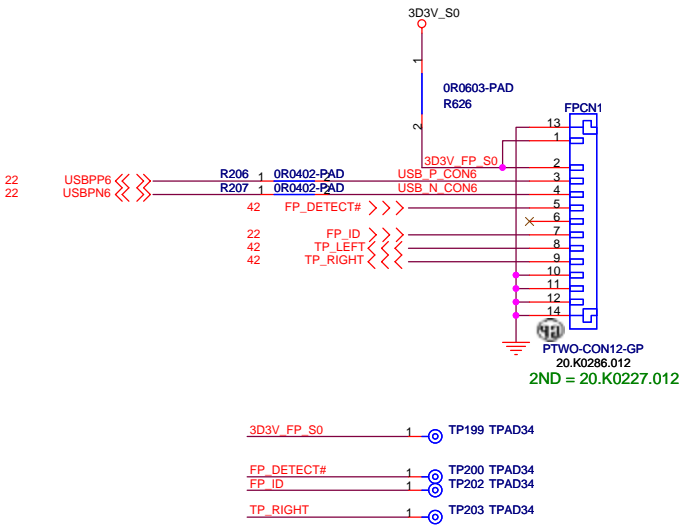 3D3V_S0
1
0R0603-PAD
R626
2
FPCN1
13
1
3D3V_FP_S0
2
22 USBPP6 R206 1 0R0402-PAD 2 USB_P_CON6 3
22 USBPN6 R207 1 0R0402-PAD 2 USB_N_CON6 4
42 FP_DETECT# 5
6
22 FP_ID 7
42 TP_LEFT 8
42 TP_RIGHT 9
10
11
12
14
PTWO-CON12-GP
20.K0286.012
2ND = 20.K0227.012
3D3V_FP_S0 1 TP199 TPAD34
FP_DETECT# 1 TP200 TPAD34
FP_ID 1 TP202 TPAD34
TP_RIGHT 1 TP203 TPAD34